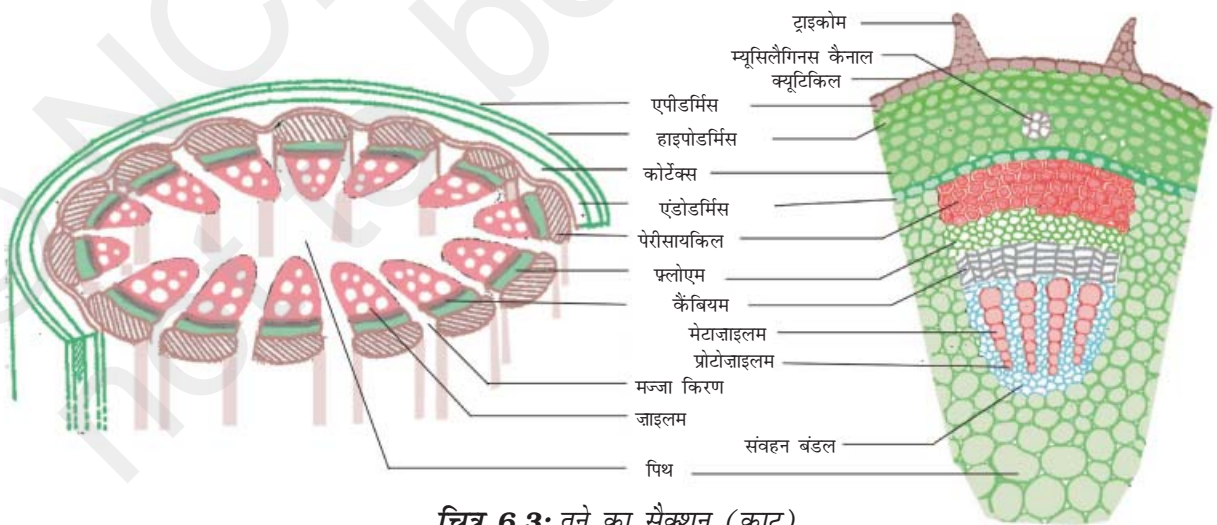 ट्राइकोम
म्यूसिलैगिनस कैनाल
क्यूटिकिल
एपीडर्मिस
हाइपोडर्मिस
कोर्टेक्स
एंडोडर्मिस
पेरीसायकिल
फ़्लोएम
कैंबियम
मेटाज़ाइलम
प्रोटोज़ाइलम
मज्जा किरण
ज़ाइलम
संवहन बंडल
पिथ
चित्र 6.3: तने का सैक्शन (काट)